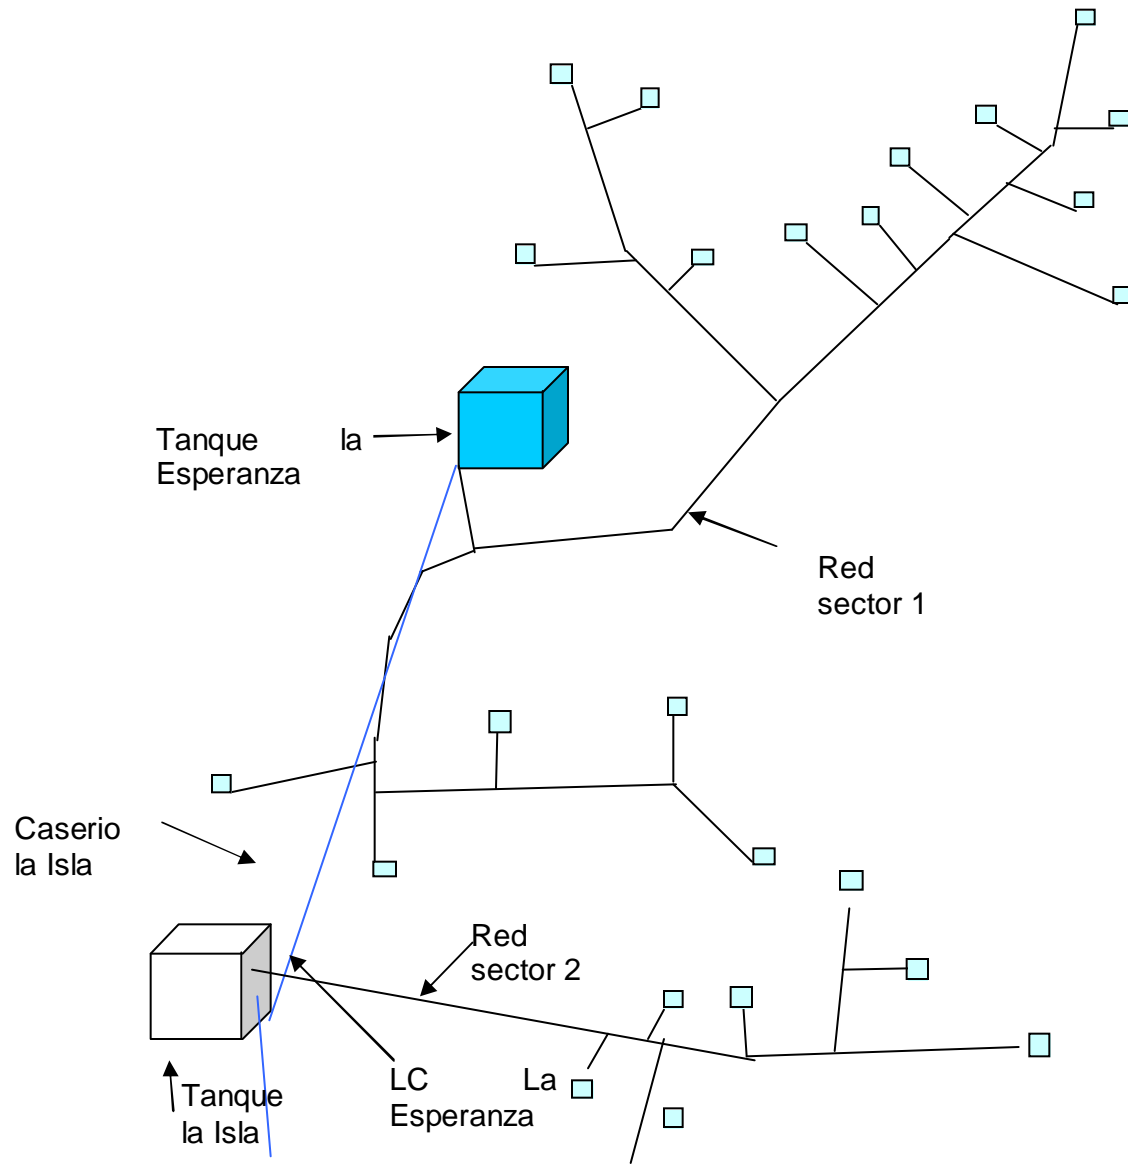 Tanque la
Esperanza
Red
sector 1
Caserio
la Isla
Red
sector 2
LC La
Esperanza
Tanque
la Isla